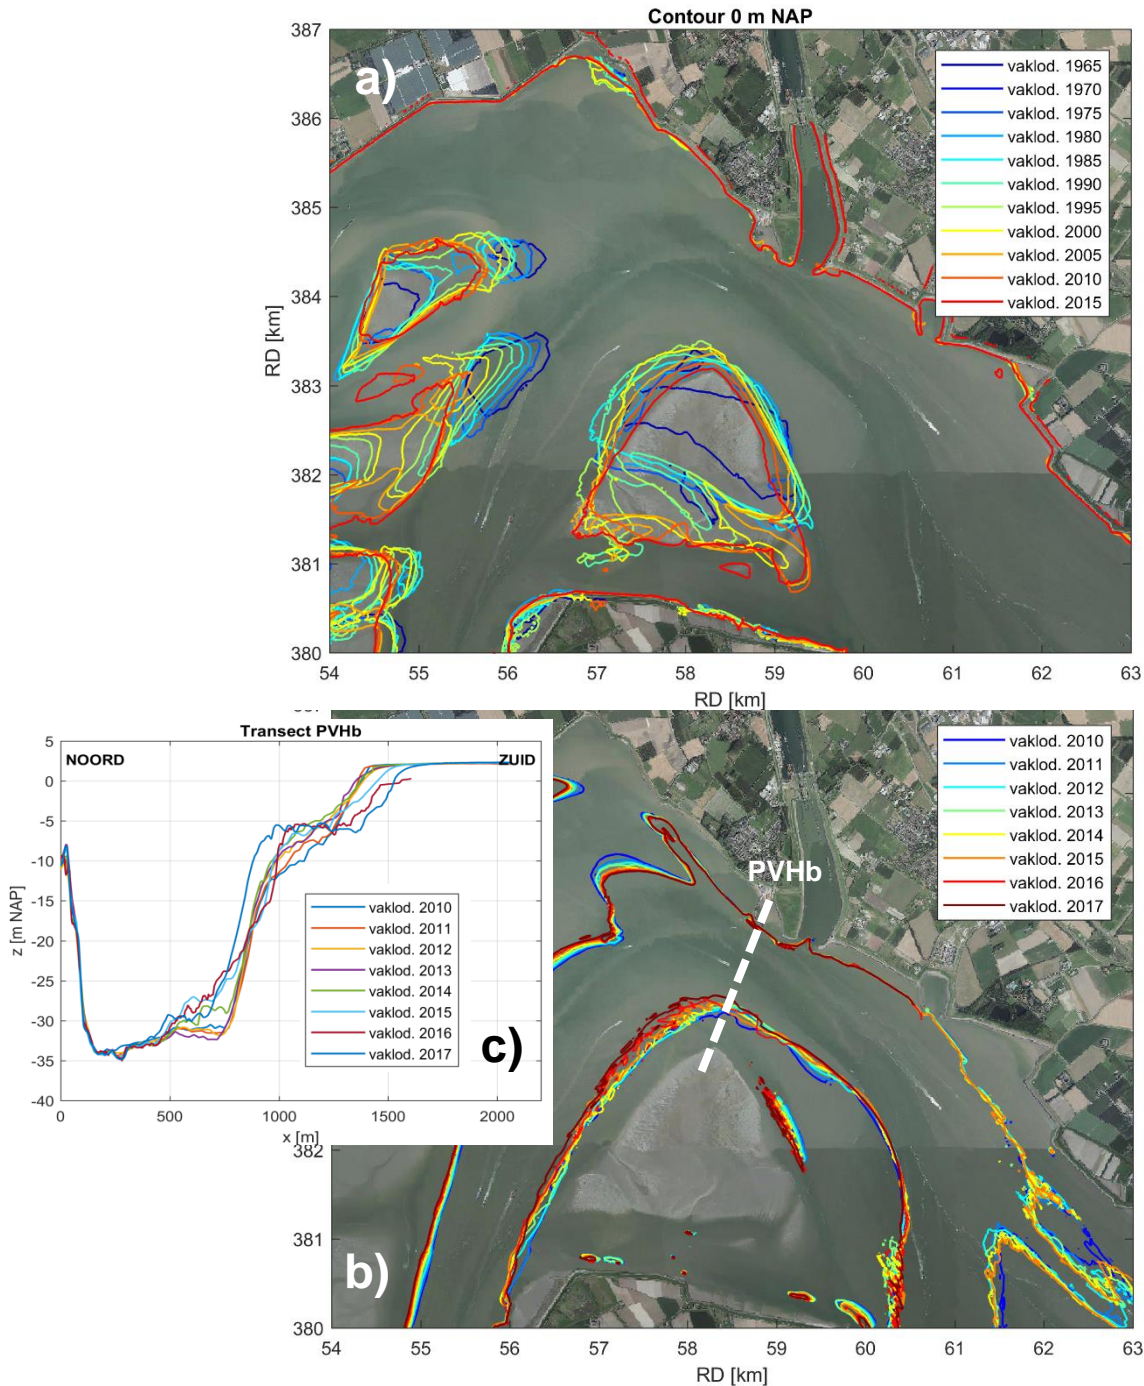 Contour 0 m NAP
a)
387
386
385
384
383
382
381
380
RD [km]
54 55 56 57 58 59 60 61 62 63
RD [km]
vaklod. 1965
vaklod. 1970
vaklod. 1975
vaklod. 1980
vaklod. 1985
vaklod. 1990
vaklod. 1995
vaklod. 2000
vaklod. 2005
vaklod. 2010
vaklod. 2015
Transect PVHb
NOORD ZUID
5
0
-5
-10
-15
-20
-25
-30
-35
-40
z [m NAP]
0 500 1000 1500 2000
x [m]
vaklod. 2010
vaklod. 2011
vaklod. 2012
vaklod. 2013
vaklod. 2014
vaklod. 2015
vaklod. 2016
vaklod. 2017
c)
PVHb
vaklod. 2010
vaklod. 2011
vaklod. 2012
vaklod. 2013
vaklod. 2014
vaklod. 2015
vaklod. 2016
vaklod. 2017
382
381
380
b)
53 54 55 56 57 58 59 60 61 62 63
RD [km]